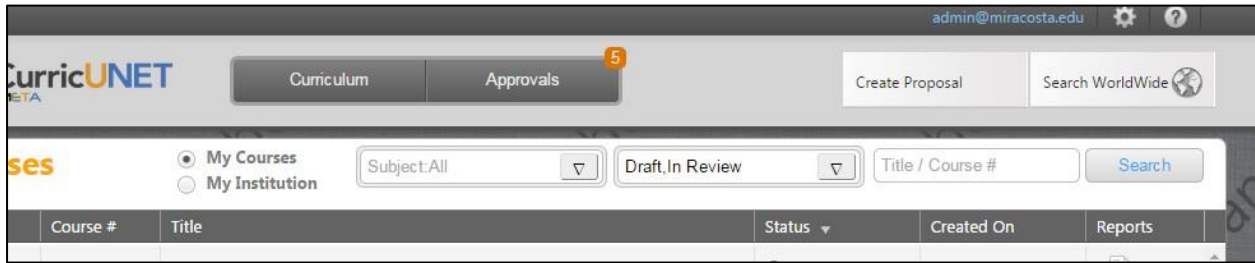 admin@miracosta.edu
CurricUNET
META
Curriculum
Approvals
5
Create Proposal
Search WorldWide
ses
My Courses
My Institution
Subject:All
Draft,In Review
Title / Course #
Search
Course #
Title
Status
Created On
Reports